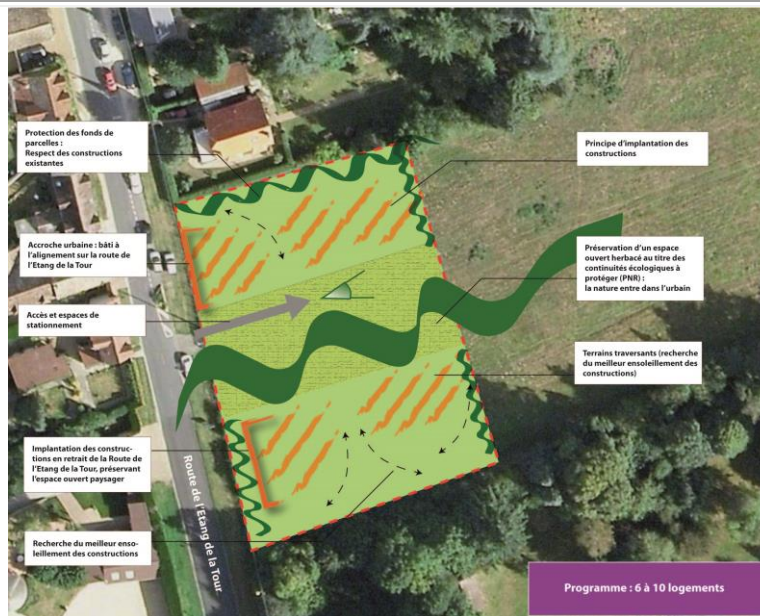 Protection des fonds de
parcelles :
Respect des constructions
existantes
Principe d'implantation des
constructions
Accroche urbaine : bâti à
l'alignement sur la route de
l'Etang de la Tour
Préservation d'un espace
ouvert herbacé au titre des
continuités écologiques à
protéger (PNR) :
la nature entre dans l'urbain
Accès et espaces de
stationnement
Terrains traversants (recherche
du meilleur ensoleillement des
constructions)
Implantation des construc-
tions en retrait de la Route de
l'Etang de la Tour, préservant
l'espace ouvert paysager
Route de l'Etang de la Tour
Recherche du meilleur enso-
leillement des constructions
Programme : 6 à 10 logements